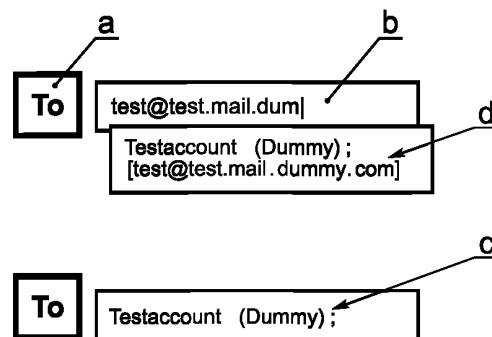 a
b
To
test@test.mail.dum|
d
Testaccount (Dummy) ;
[test@test.mail.dummy.com]
c
To
Testaccount (Dummy) ;